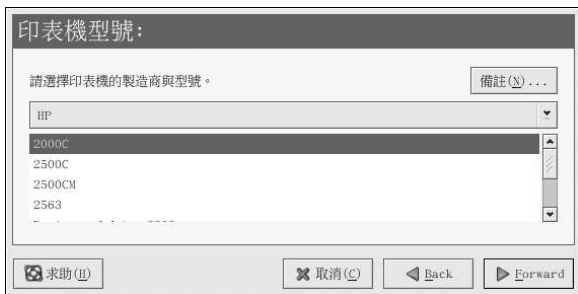 印表機型號:
請選擇印表機的製造商與型號。
備註(N)...
HP
2000C
2500C
2500CM
2563
求助(H)
取消(C)
Back
Forward